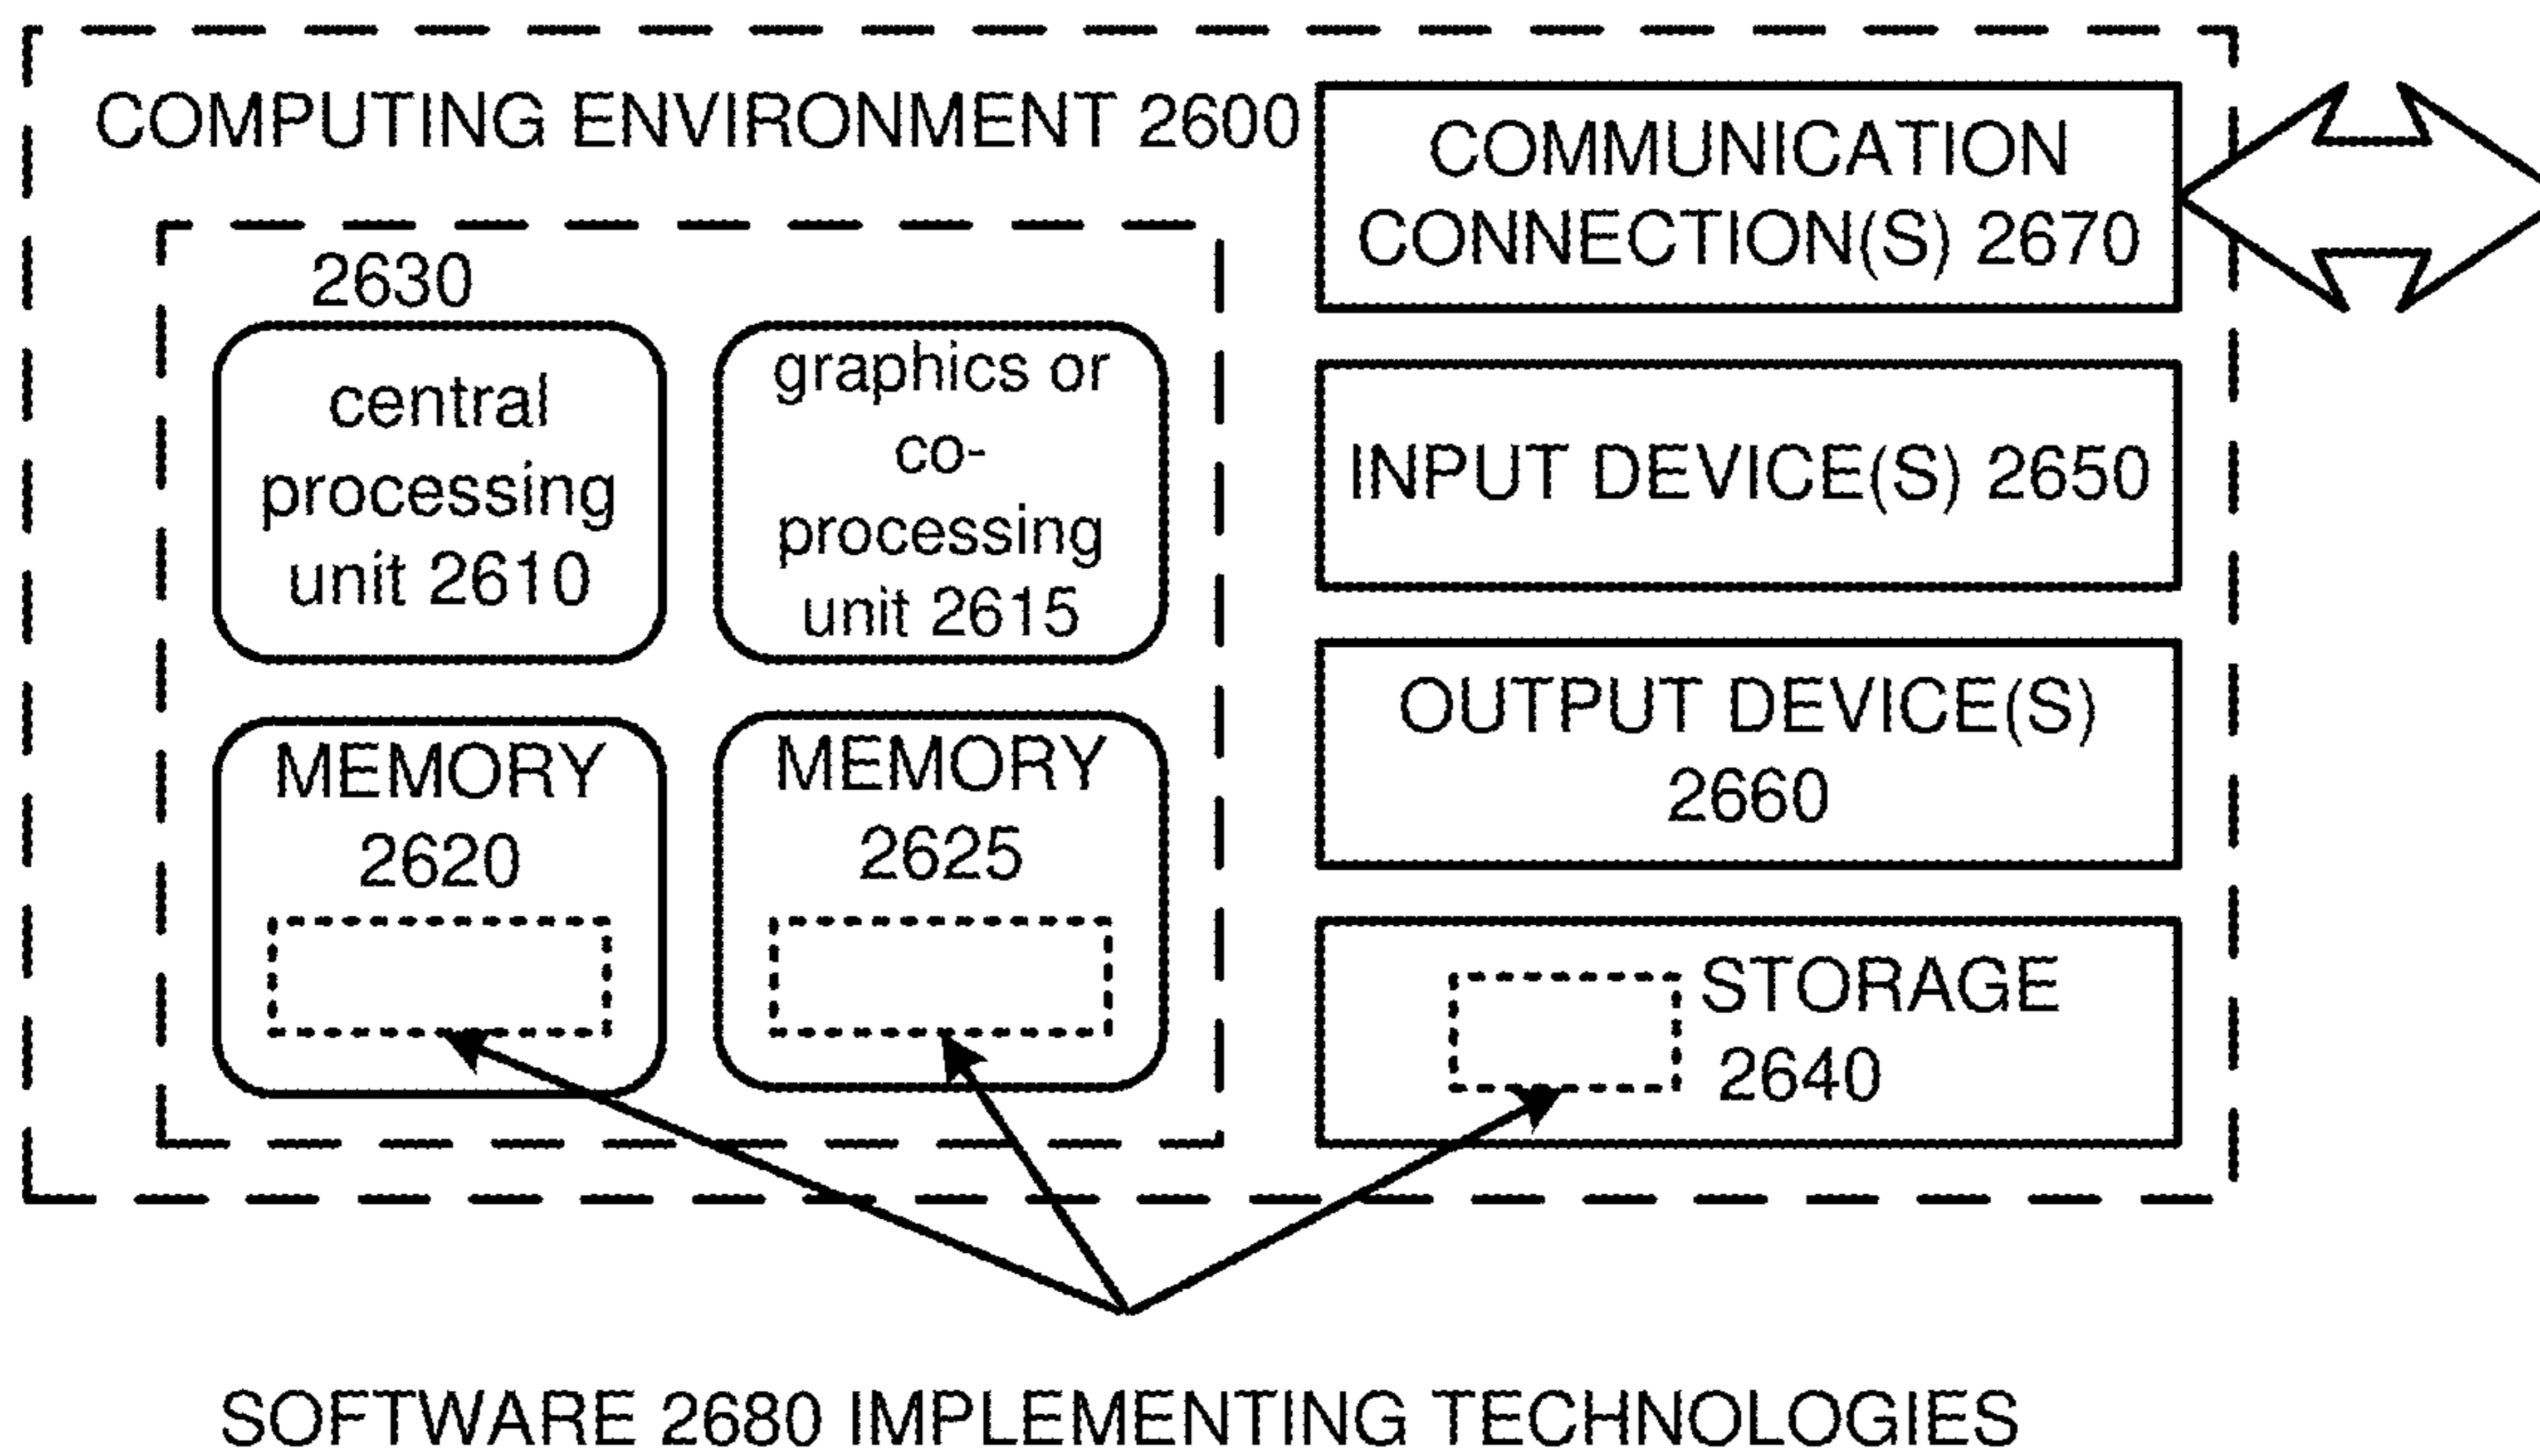 COMPUTING ENVIRONMENT 2600
2630
central
processing
unit 2610
graphics or
co-
processing
unit 2615
MEMORY
2620
MEMORY
2625
COMMUNICATION
CONNECTION(S) 2670
INPUT DEVICE(S) 2650
OUTPUT DEVICE(S)
2660
STORAGE
2640
SOFTWARE 2680 IMPLEMENTING TECHNOLOGIES